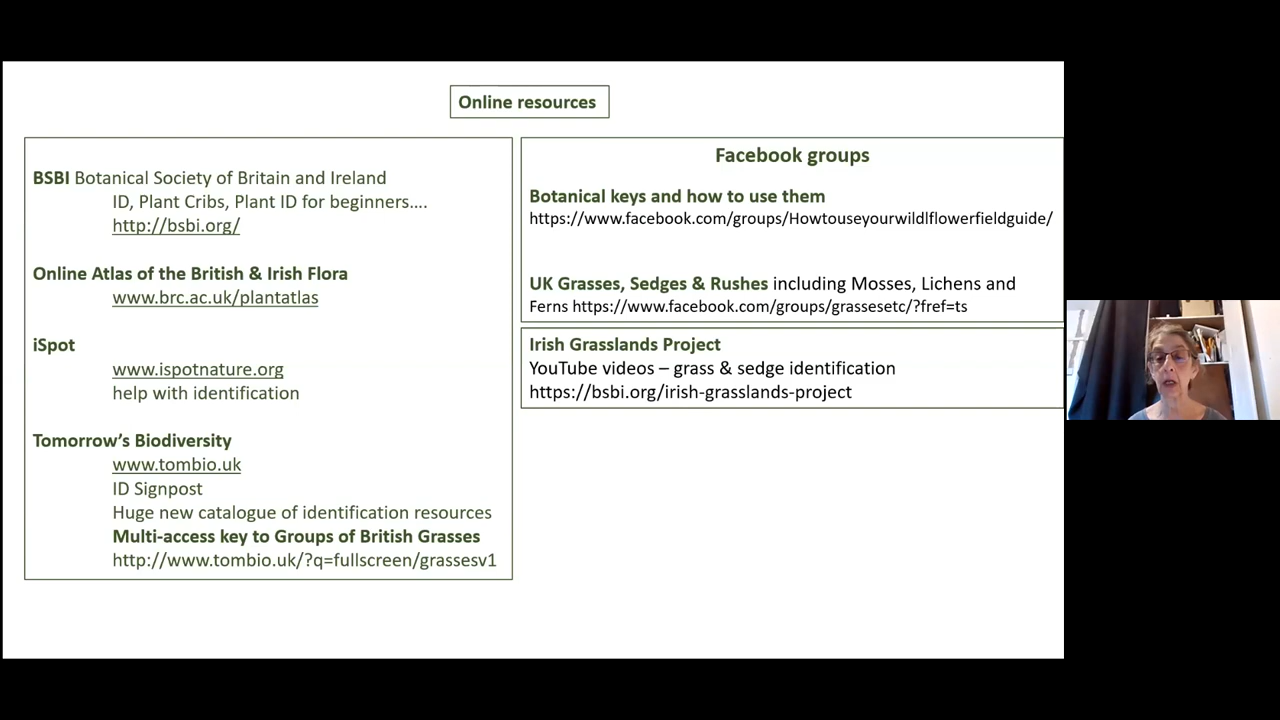 Online resources
BSBI Botanical Society of Britain and Ireland
ID, Plant Cribs, Plant ID for beginners….
http://bsbi.org/
Online Atlas of the British & Irish Flora
www.brc.ac.uk/plantatlas
iSpot
www.ispotnature.org
help with identification
Tomorrow’s Biodiversity
www.tombio.uk
ID Signpost
Huge new catalogue of identification resources
Multi-access key to Groups of British Grasses
http://www.tombio.uk/?q=fullscreen/grassesv1
Facebook groups
Botanical keys and how to use them
https://www.facebook.com/groups/Howtouseyourwildlflowerfieldguide/
UK Grasses, Sedges & Rushes including Mosses, Lichens and
Ferns https://www.facebook.com/groups/grassesetc/?fref=ts
Irish Grasslands Project
YouTube videos – grass & sedge identification
https://bsbi.org/irish-grasslands-project